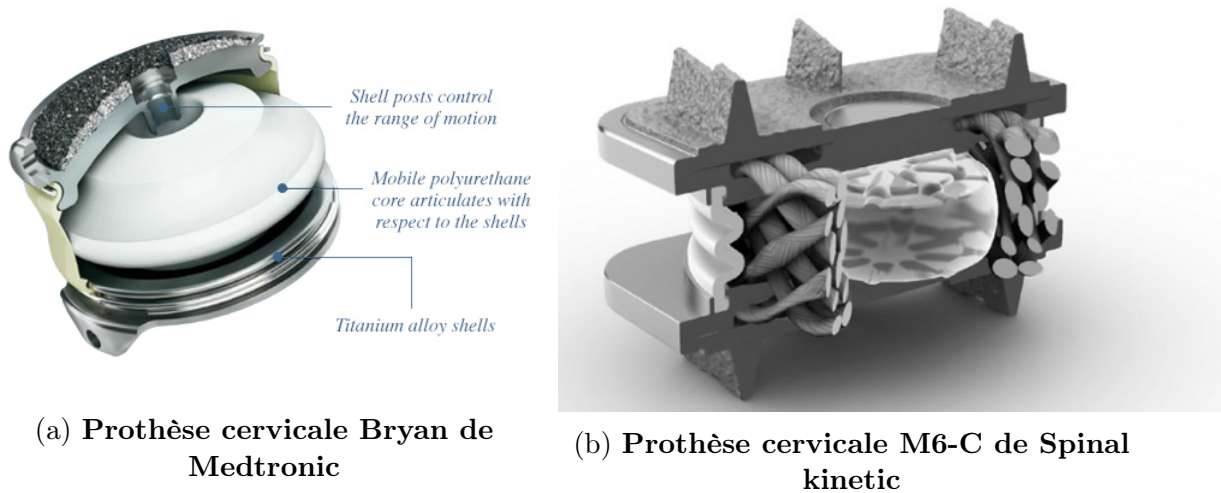 Shell posts control
the range of motion
Mobile polyurethane
core articulates with
respect to the shells
Titanium alloy shells
(a) Prothèse cervicale Bryan de
Medtronic
(b) Prothèse cervicale M6-C de Spinal
kinetic